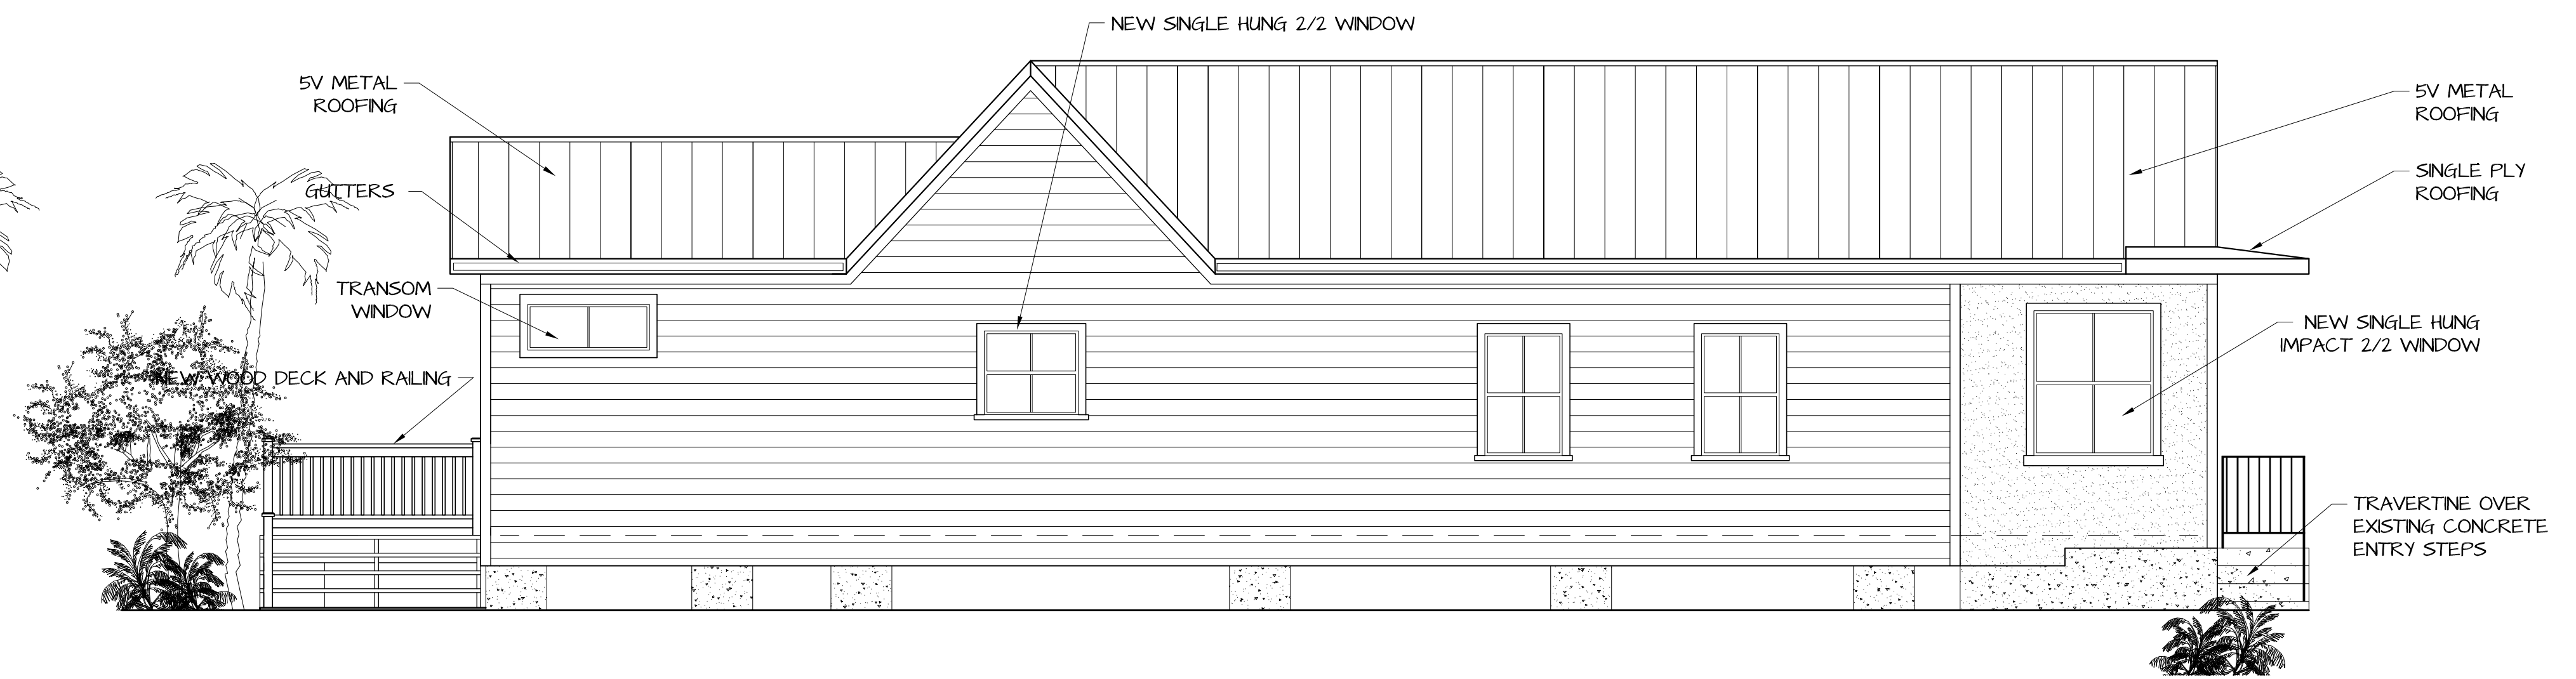 NEW SINGLE HUNG 2/2 WINDOW
5V METAL
ROOFING
5V METAL
ROOFING
SINGLE PLY
ROOFING
GUTTERS
TRANSOM
WINDOW
NEW SINGLE HUNG
IMPACT 2/2 WINDOW
NEW WOOD DECK AND RAILING
TRAVERTINE OVER
EXISTING CONCRETE
ENTRY STEPS